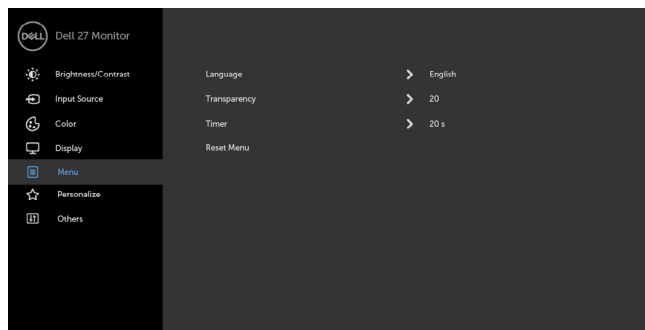 DELL Dell 27 Monitor
Brightness/Contrast Language English
Input Source Transparency 20
Color Timer 20 s
Display Reset Menu
Menu
Personalize
Others